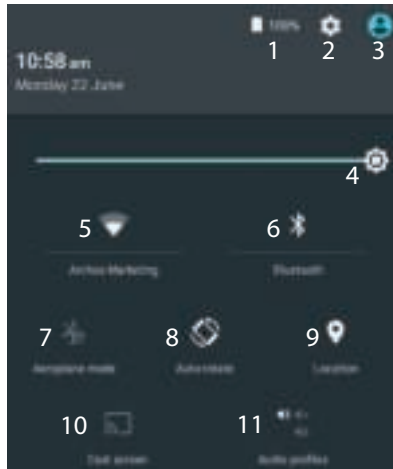 100%
1 2 3
10:58 am
Monday 22 June
4
5 6
Archos Marketing Bluetooth
7 8 9
Aeroplane mode Auto-rotate Location
10 11
Cast screen Audio profiles